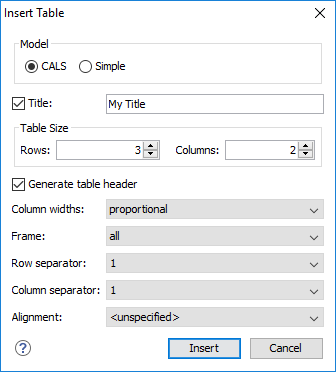 Insert Table
Model
CALS Simple
Title: My Title
Table Size
Rows: 3 Columns: 2
Generate table header
Column widths: proportional
Frame: all
Row separator: 1
Column separator: 1
Alignment: <unspecified>
? Insert Cancel